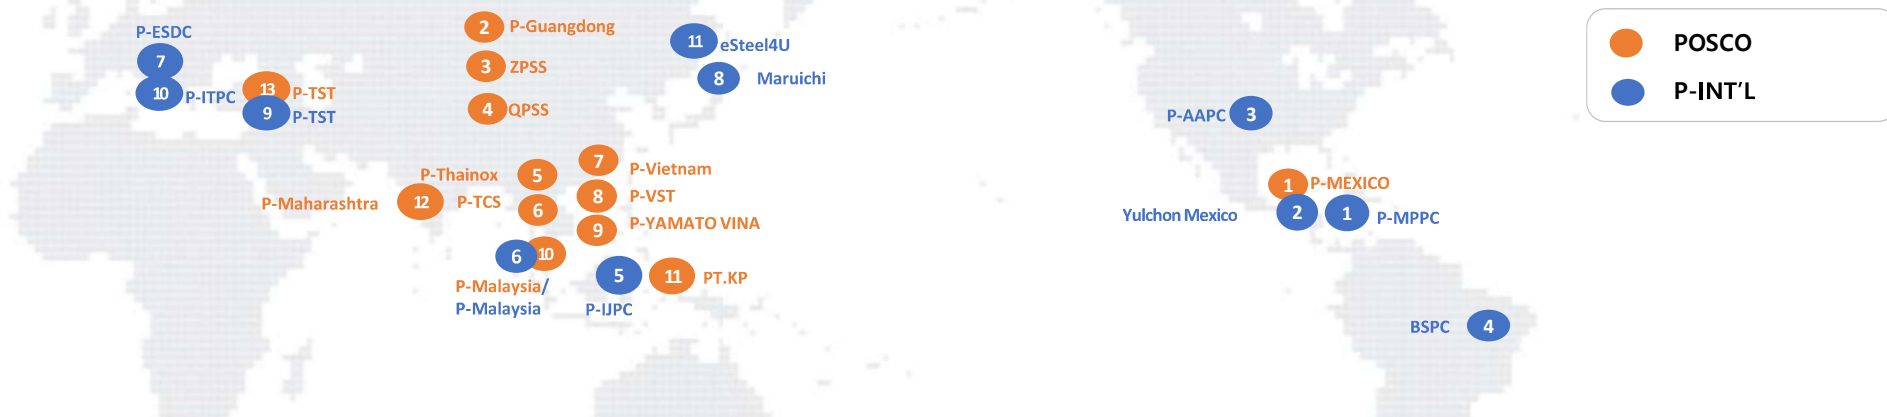 P-ESDC
7
10 P-ITPC
13 P-TST
9 P-TST
2 P-Guangdong
3 ZPSS
4 QPSS
11 eSteel4U
8 Maruichi
P-Thainox 5
P-TCS 6
P-Maharashtra 12
7 P-Vietnam
8 P-VST
9 P-YAMATO VINA
6 10
P-Malaysia/
P-Malaysia
5
P-IJPC
11 PT.KP
P-AAPC 3
1 P-MEXICO
Yulchon Mexico 2
1 P-MPPC
BSPC 4
POSCO
P-INT'L